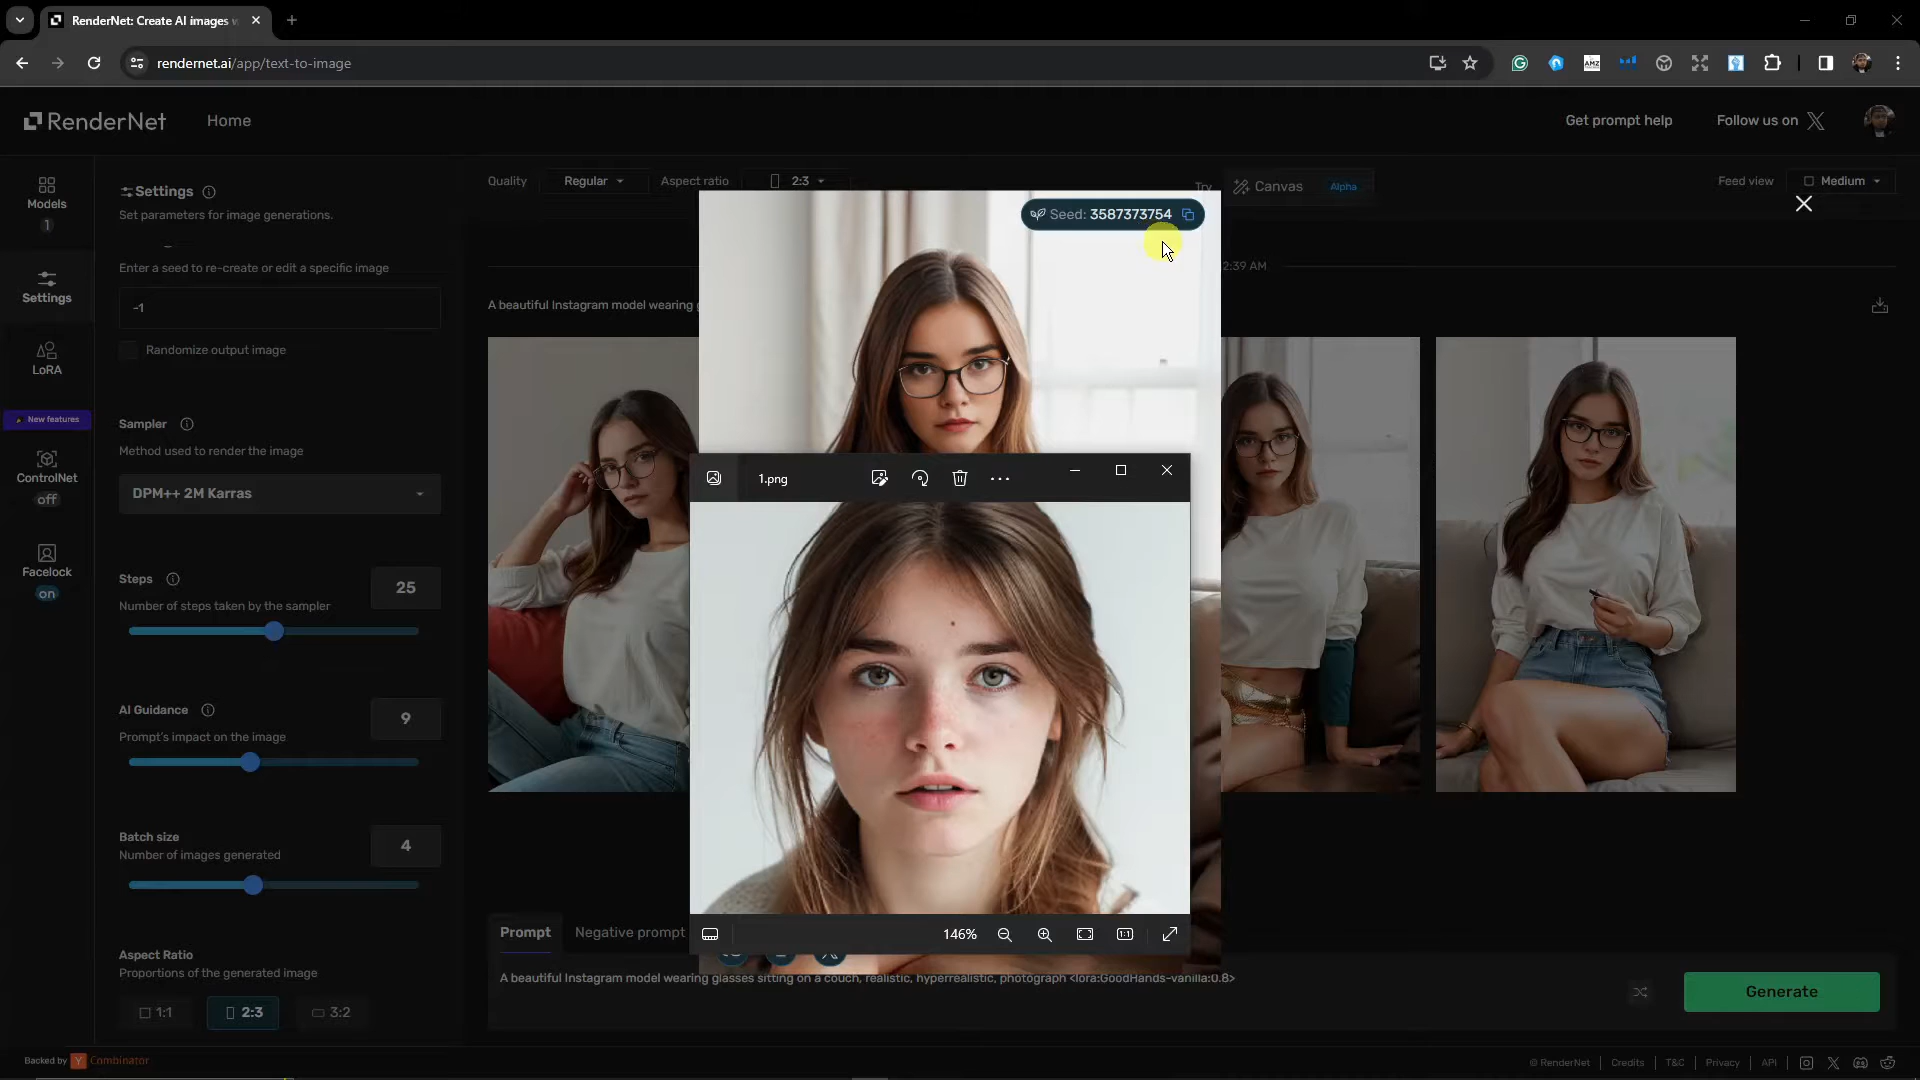 RenderNet: Create AI images w
rendernet.ai/app/text-to-image
RenderNet
Home
Get prompt help
Follow us on
Models
1
Settings
LoRA
New features
ControlNet
off
Facelock
on
Settings
Set parameters for image generations.
Enter a seed to re-create or edit a specific image
-1
Randomize output image
Sampler
Method used to render the image
DPM++ 2M Karras
Steps
25
Number of steps taken by the sampler
AI Guidance
9
Prompt's impact on the image
Batch size
4
Number of images generated
Aspect Ratio
Proportions of the generated image
1:1
2:3
3:2
Quality
Regular
Aspect ratio
2:3
Try
Canvas
Alpha
Feed view
Medium
Seed: 3587373754
2:39 AM
A beautiful Instagram model wearing g
1.png
146%
1:1
Prompt
Negative prompt
A beautiful Instagram model wearing glasses sitting on a couch, realistic, hyperrealistic, photograph <lora:GoodHands-vanilla:0.8>
Generate
Backed by
Y Combinator
© RenderNet
Credits
T&C
Privacy
API
AMZ